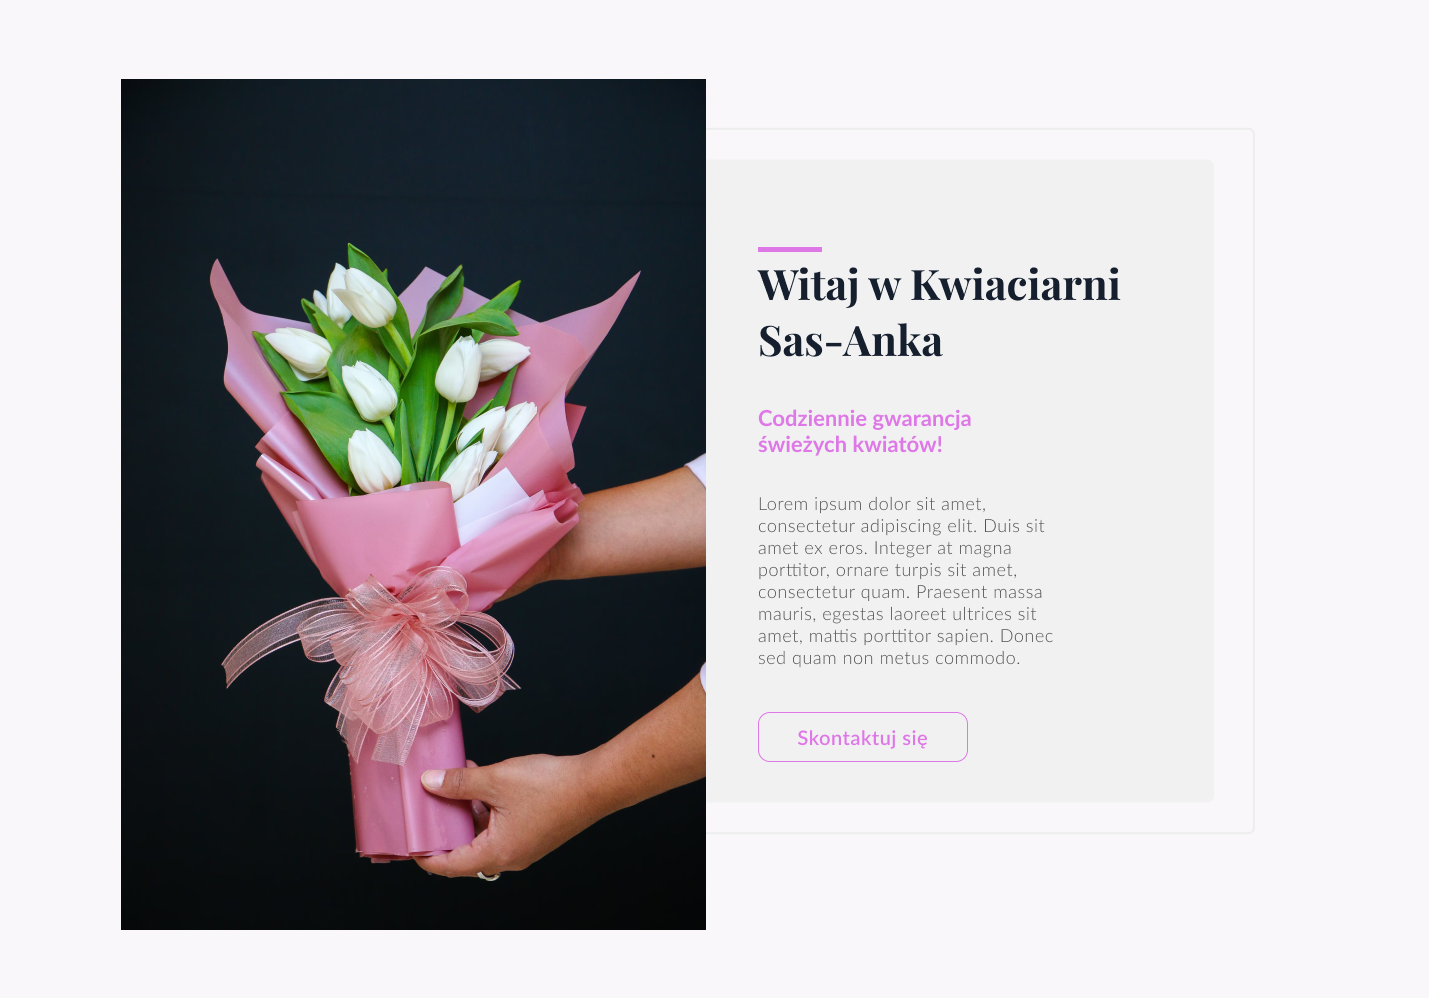 Witaj w Kwiaciarni
Sas-Anka
Codziennie gwarancja
świeżych kwiatów!
Lorem ipsum dolor sit amet,
consectetur adipiscing elit. Duis sit
amet ex eros. Integer at magna
porttitor, ornare turpis sit amet,
consectetur quam. Praesent massa
mauris, egestas laoreet ultrices sit
amet, mattis porttitor sapien. Donec
sed quam non metus commodo.
Skontaktuj się